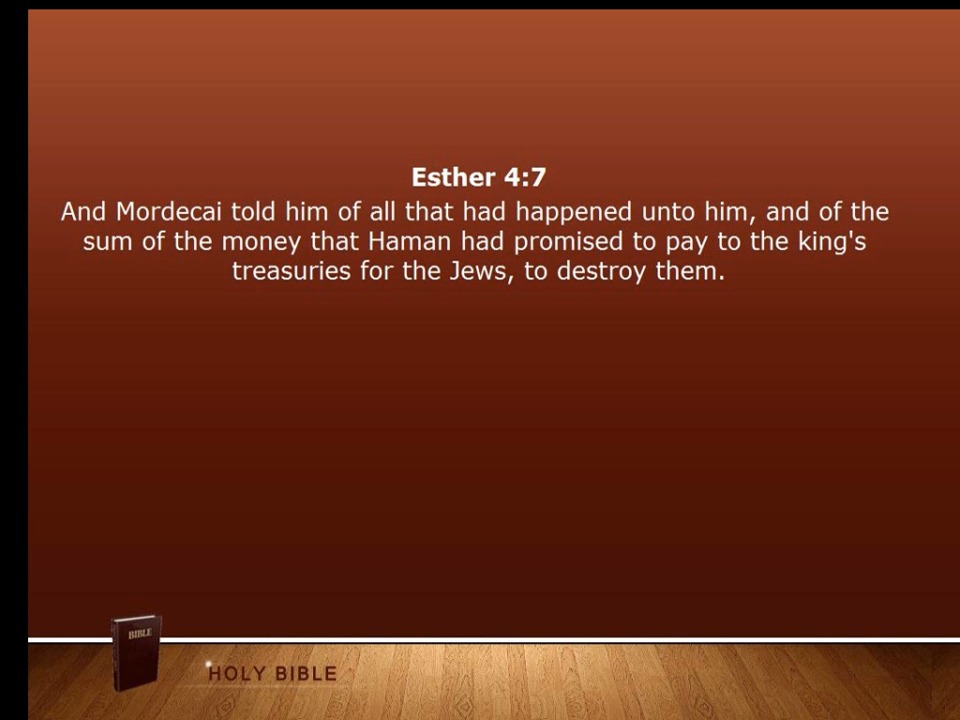 Esther 4:7
And Mordecai told him of all that had happened unto him, and of the
sum of the money that Haman had promised to pay to the king's
treasuries for the Jews, to destroy them.
BIBLE
HOLY BIBLE